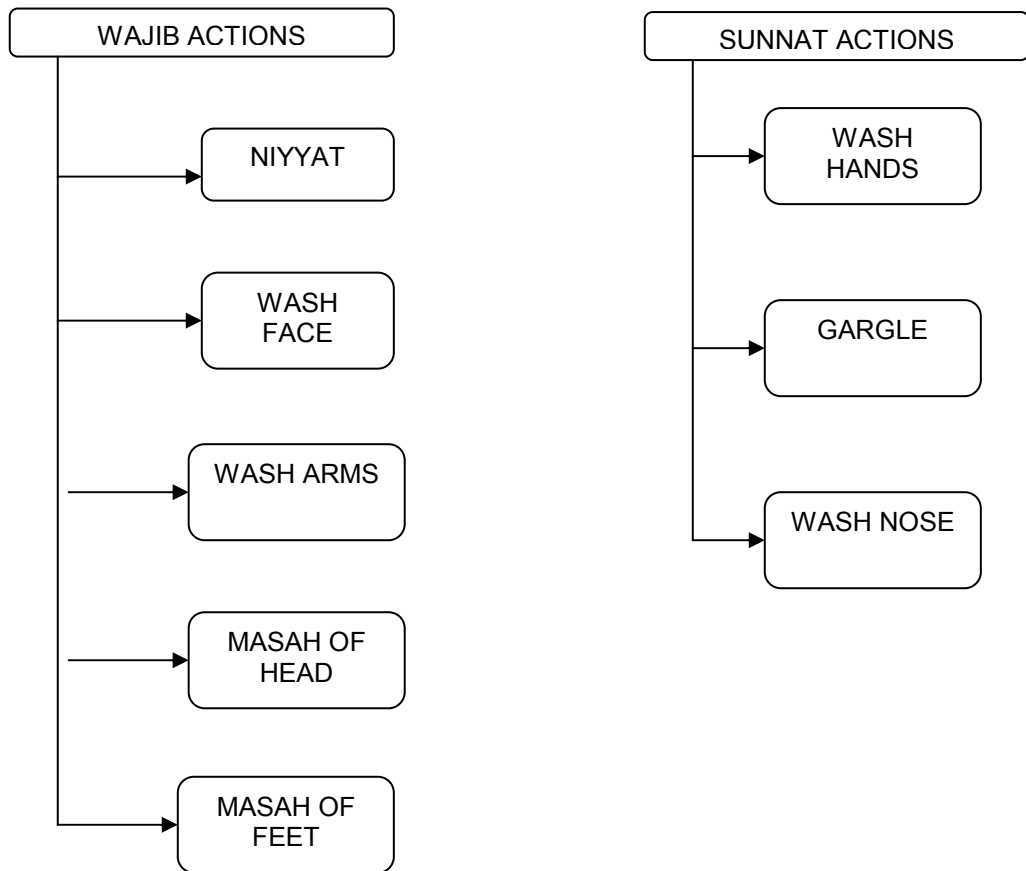 WAJIB ACTIONS
NIYYAT
WASH
FACE
WASH ARMS
MASAH OF
HEAD
MASAH OF
FEET
SUNNAT ACTIONS
WASH
HANDS
GARGLE
WASH NOSE